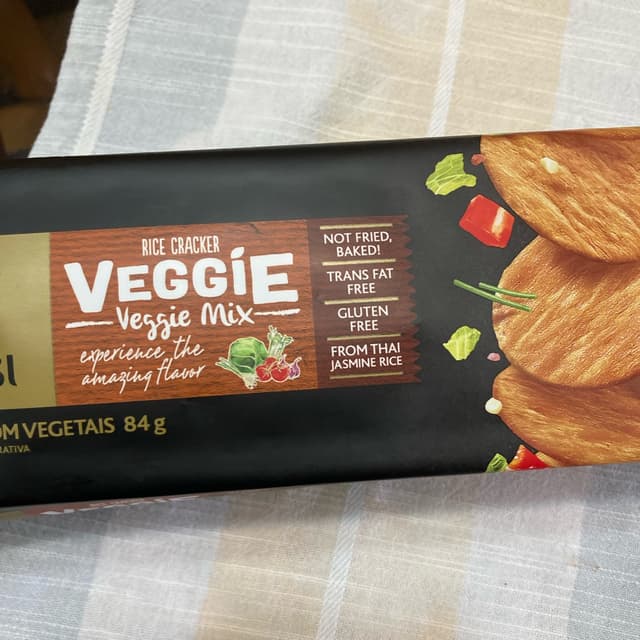 RICE CRACKER
VEGGIE
Veggie Mix
experience the
amazing flavor
NOT FRIED,
BAKED!
TRANS FAT
FREE
GLUTEN
FREE
FROM THAI
JASMINE RICE
VEGETAIS 84 g